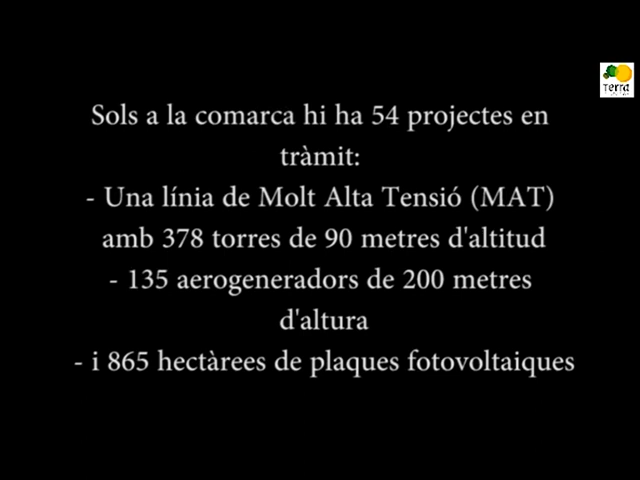 terra
Sols a la comarca hi ha 54 projectes en
tràmit:
- Una línia de Molt Alta Tensió (MAT)
amb 378 torres de 90 metres d'altitud
- 135 aerogeneradors de 200 metres
d'altura
- i 865 hectàrees de plaques fotovoltaiques